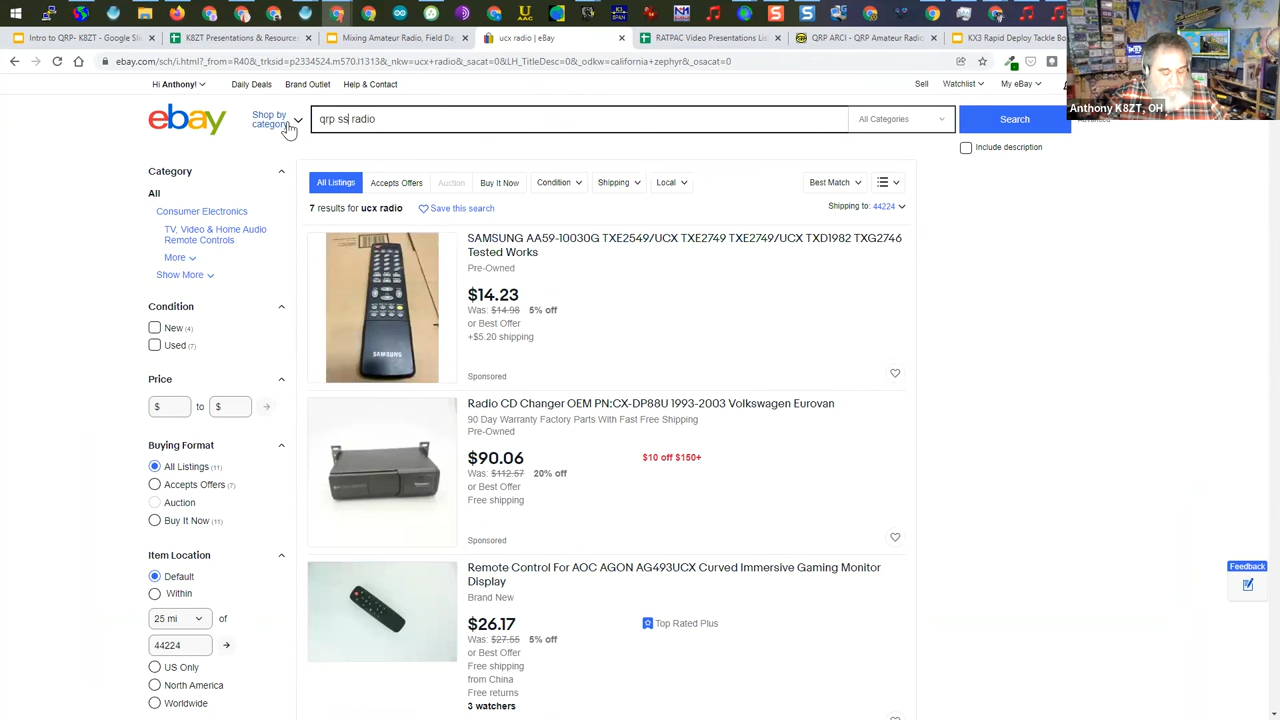 Intro to QRP- K8ZT - Google Sli
K8ZT Presentations & Resources
Mixing Amateur Radio, Field Da
ucx radio | eBay
RATPAC Video Presentations Lis
QRP ARCI - QRP Amateur Radio
KX3 Rapid Deploy Tackle Bo
ebay.com/sch/i.html?_from=R40&_trksid=p2334524.m570.l1313&_nkw=ucx+radio&_sacat=0&LH_TitleDesc=0&_odkw=california+zephyr&_osacat=0
Hi Anthony!
Daily Deals
Brand Outlet
Help & Contact
Sell
Watchlist
My eBay
Anthony K8ZT, OH
ebay
Shop by
category
qrp ss radio
All Categories
Search
Advanced
Include description
Category
All
Consumer Electronics
TV, Video & Home Audio
Remote Controls
More
Show More
Condition
New (4)
Used (7)
Price
$
to
$
Buying Format
All Listings (11)
Accepts Offers (7)
Auction
Buy It Now (11)
Item Location
Default
Within
25 mi
of
44224
US Only
North America
Worldwide
All Listings
Accepts Offers
Auction
Buy It Now
Condition
Shipping
Local
Best Match
7 results for ucx radio
Save this search
Shipping to: 44224
SAMSUNG AA59-10030G TXE2549/UCX TXE2749 TXE2749/UCX TXD1982 TXG2746
Tested Works
Pre-Owned
$14.23
Was: $14.98 5% off
or Best Offer
+$5.20 shipping
Sponsored
SAMSUNG
Radio CD Changer OEM PN:CX-DP88U 1993-2003 Volkswagen Eurovan
90 Day Warranty Factory Parts With Fast Free Shipping
Pre-Owned
$90.06
$10 off $150+
Was: $112.57 20% off
or Best Offer
Free shipping
Sponsored
Remote Control For AOC AGON AG493UCX Curved Immersive Gaming Monitor
Display
Brand New
$26.17
Top Rated Plus
Was: $27.55 5% off
or Best Offer
Free shipping
from China
Free returns
3 watchers
Feedback